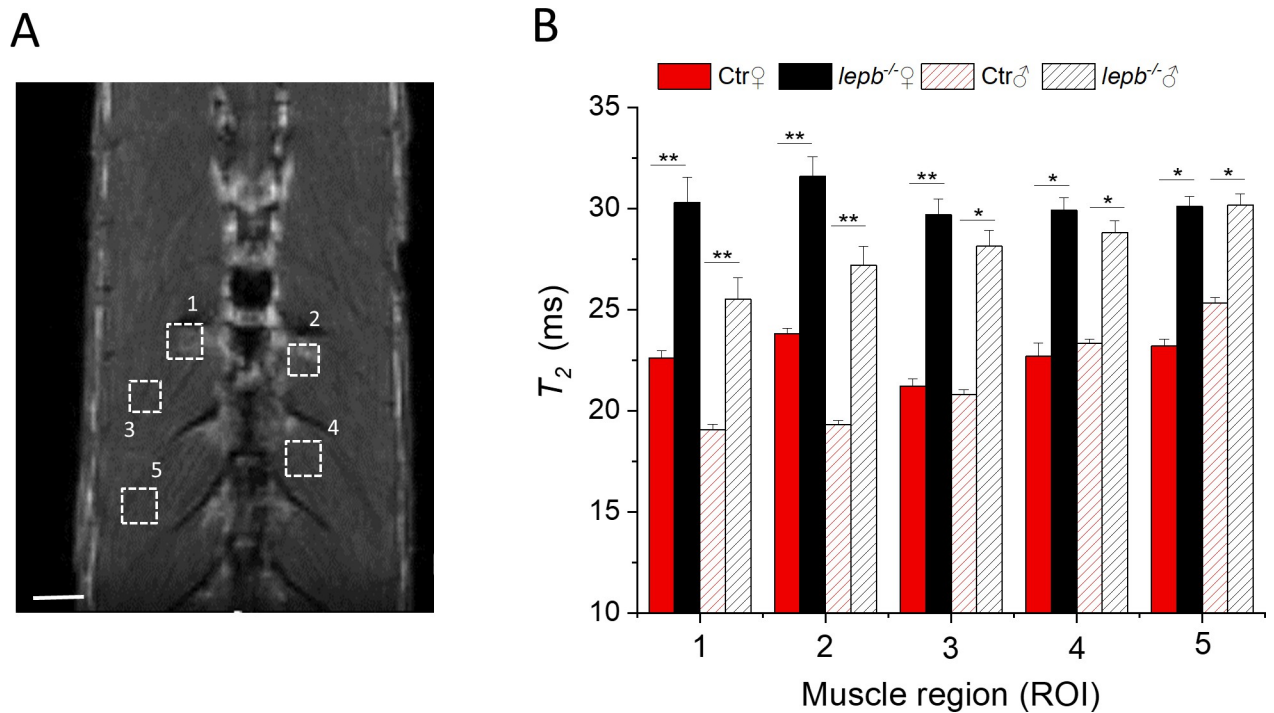 A
B
Ctr♀ lepb-/-♀ Ctr♂ lepb-/-♂
35
30
25
20
15
10
T2 (ms)
** ** ** * * *
** ** * * 
1 2 3 4 5
Muscle region (ROI)
1
2
3
4
5